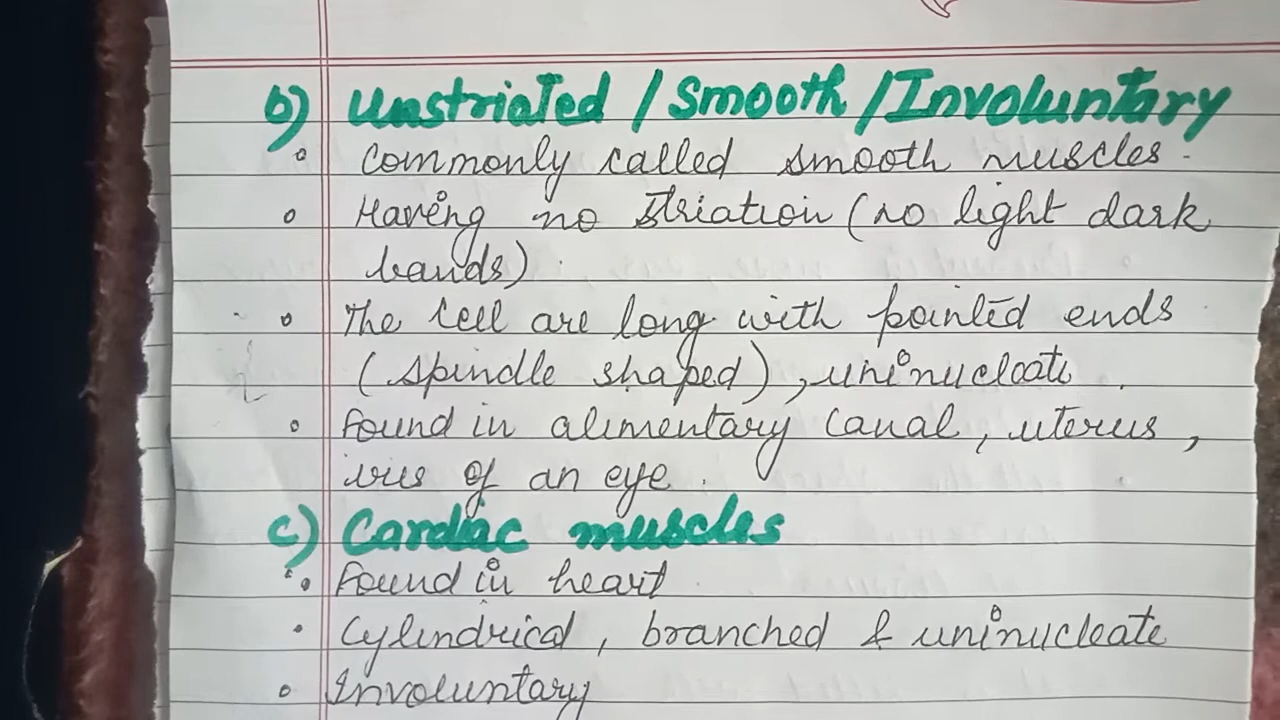 b) Unstriated / Smooth / Involuntary
Commonly called smooth muscles.
Having no striation (no light dark
bands).
The cell are long with pointed ends
(spindle shaped), uninucleate.
Found in alimentary canal, uterus,
iris of an eye.
c) Cardiac muscles
Found in heart
Cylindrical, branched & uninucleate
Involuntary